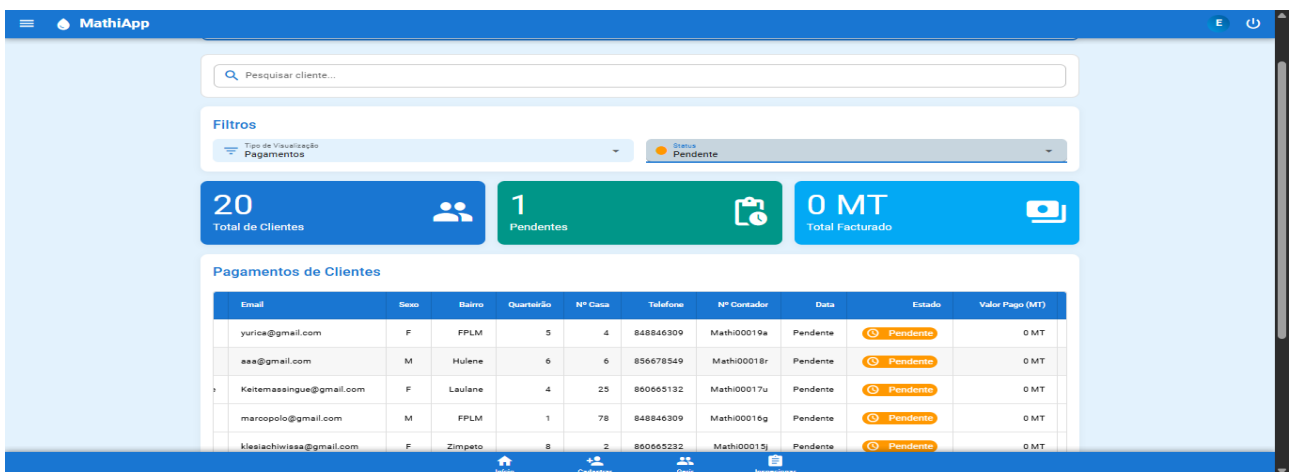 MathiApp E
Pesquisar cliente...
Filtros
Tipo de Visualização
Pagamentos
Status
Pendente
20
Total de Clientes
1
Pendentes
0 MT
Total Facturado
Pagamentos de Clientes
Email Sexo Bairro Quarteirão Nº Casa Telefone Nº Contador Data Estado Valor Pago (MT)
yurica@gmail.com F FPLM 5 4 848846309 Mathi00019a Pendente Pendente 0 MT
aaa@gmail.com M Hulene 6 6 856678549 Mathi00018r Pendente Pendente 0 MT
Keitemassingue@gmail.com F Laulane 4 25 860665132 Mathi00017u Pendente Pendente 0 MT
marcopolo@gmail.com M FPLM 1 78 848846309 Mathi00016g Pendente Pendente 0 MT
klesiachiwissa@gmail.com F Zimpeto 8 2 860665232 Mathi00015j Pendente Pendente 0 MT
Início Cadastrar